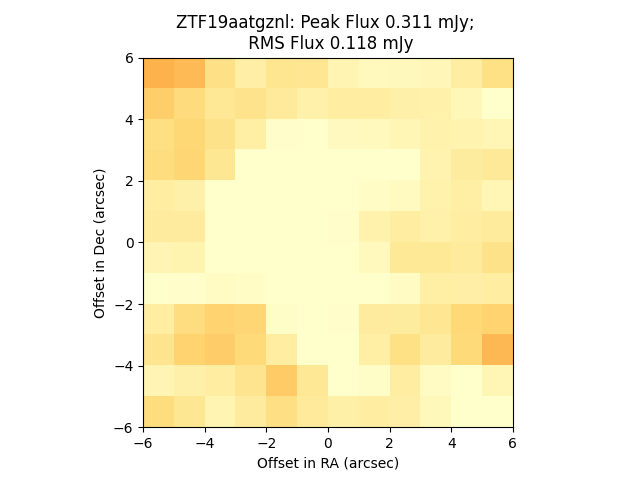 ZTF19aatgznl: Peak Flux 0.311 mJy;
RMS Flux 0.118 mJy
6
4
2
0
−2
−4
−6
Offset in Dec (arcsec)
−6 −4 −2 0 2 4 6
Offset in RA (arcsec)